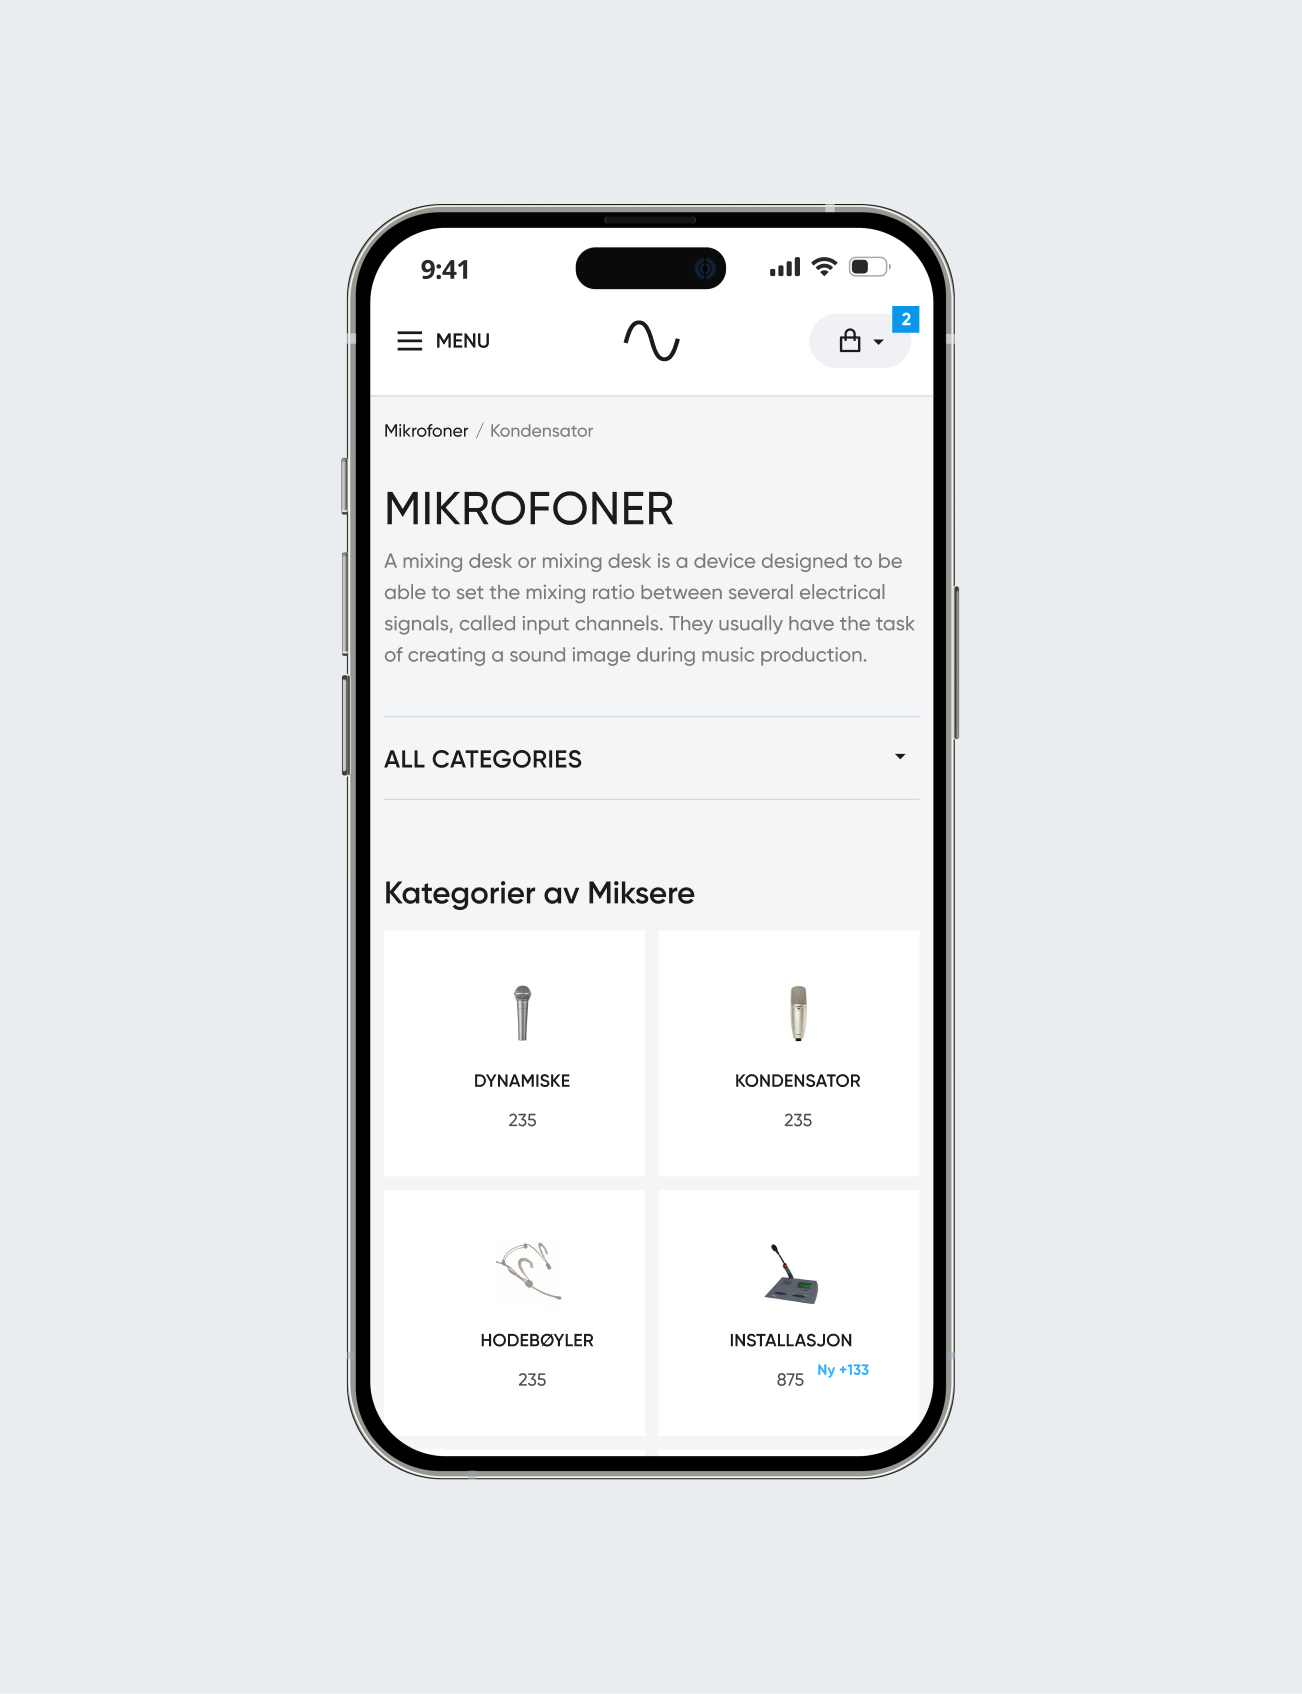 9:41
MENU
2
Mikrofoner / Kondensator
MIKROFONER
A mixing desk or mixing desk is a device designed to be
able to set the mixing ratio between several electrical
signals, called input channels. They usually have the task
of creating a sound image during music production.
ALL CATEGORIES
Kategorier av Miksere
DYNAMISKE
235
KONDENSATOR
235
HODEBØYLER
235
INSTALLASJON
875 Ny +133